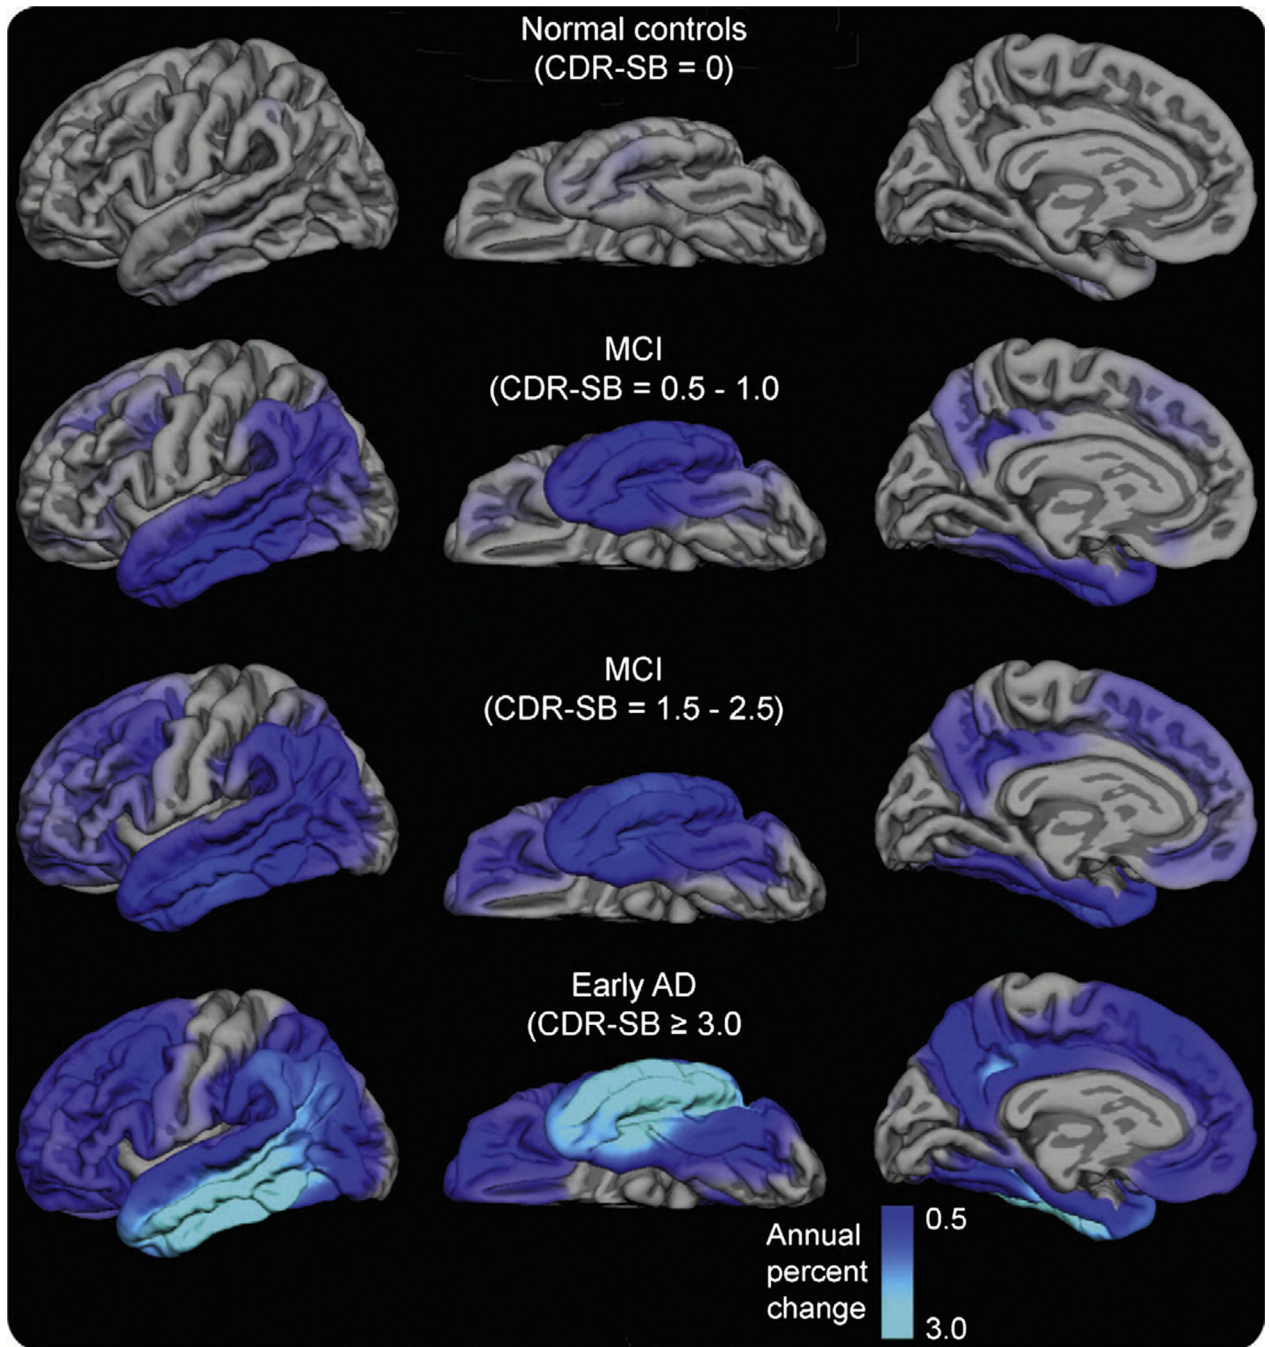 Normal controls
(CDR-SB = 0)
MCI
(CDR-SB = 0.5 - 1.0
MCI
(CDR-SB = 1.5 - 2.5)
Early AD
(CDR-SB ≥ 3.0
Annual
percent
change
0.5
3.0